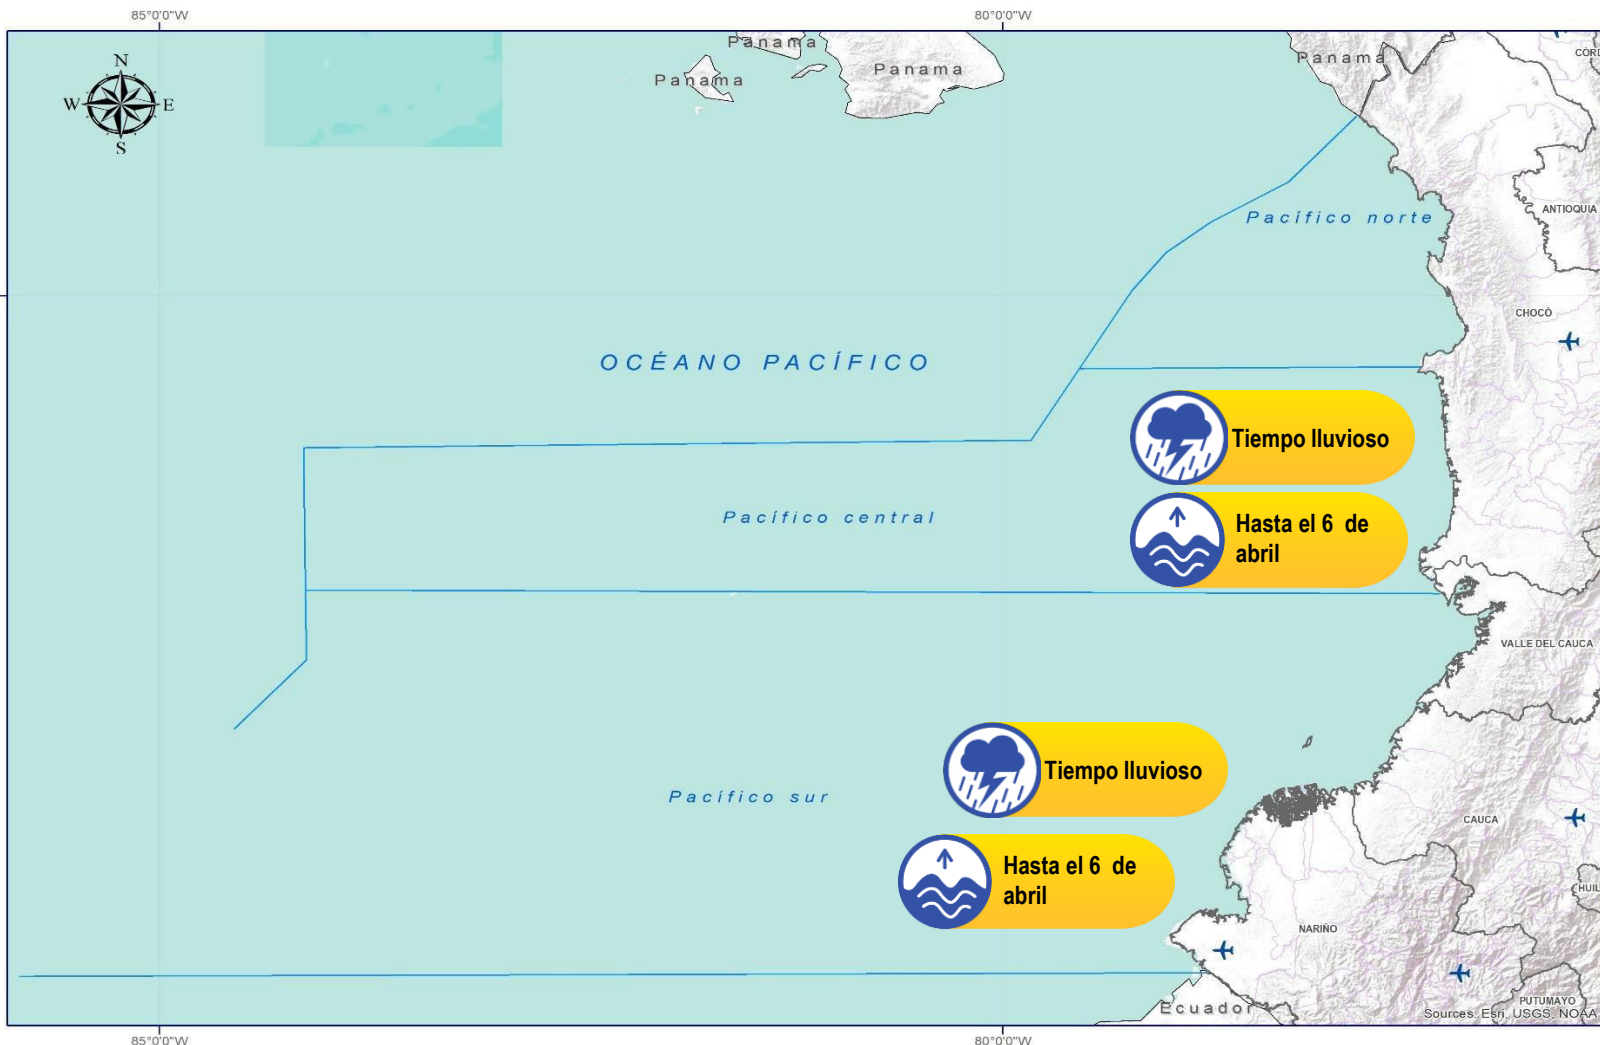 85°0'0"W
80°0'0"W
N
W
E
S
Panama
Panama
Panama
Panama
Pacífico norte
ANTIOQUIA
CHOCÓ
OCÉANO PACÍFICO
Tiempo lluvioso
Hasta el 6 de
abril
Pacífico central
VALLE DEL CAUCA
Tiempo lluvioso
Pacífico sur
CAUCA
Hasta el 6 de
abril
HUIL
NARIÑO
PUTUMAYO
Ecuador
Sources: Esri, USGS, NOAA
85°0'0"W
80°0'0"W